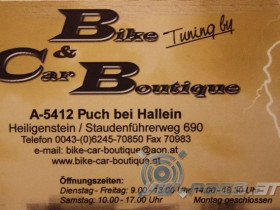 Bike Tuning by
&
Car Boutique
A-5412 Puch bei Hallein
Heiligenstein / Staudenführerweg 690
Telefon 0043-(0)6245-70850 Fax 70983
e-mail: bike-car-boutique@aon.at
www.bike-car-boutique.at
Öffnungszeiten:
Dienstag - Freitag: 9.00 - 13.00 Uhr 14.00 - 18.30 Uhr
Samstag: 10.00 - 17.00 Uhr Montag geschlossen